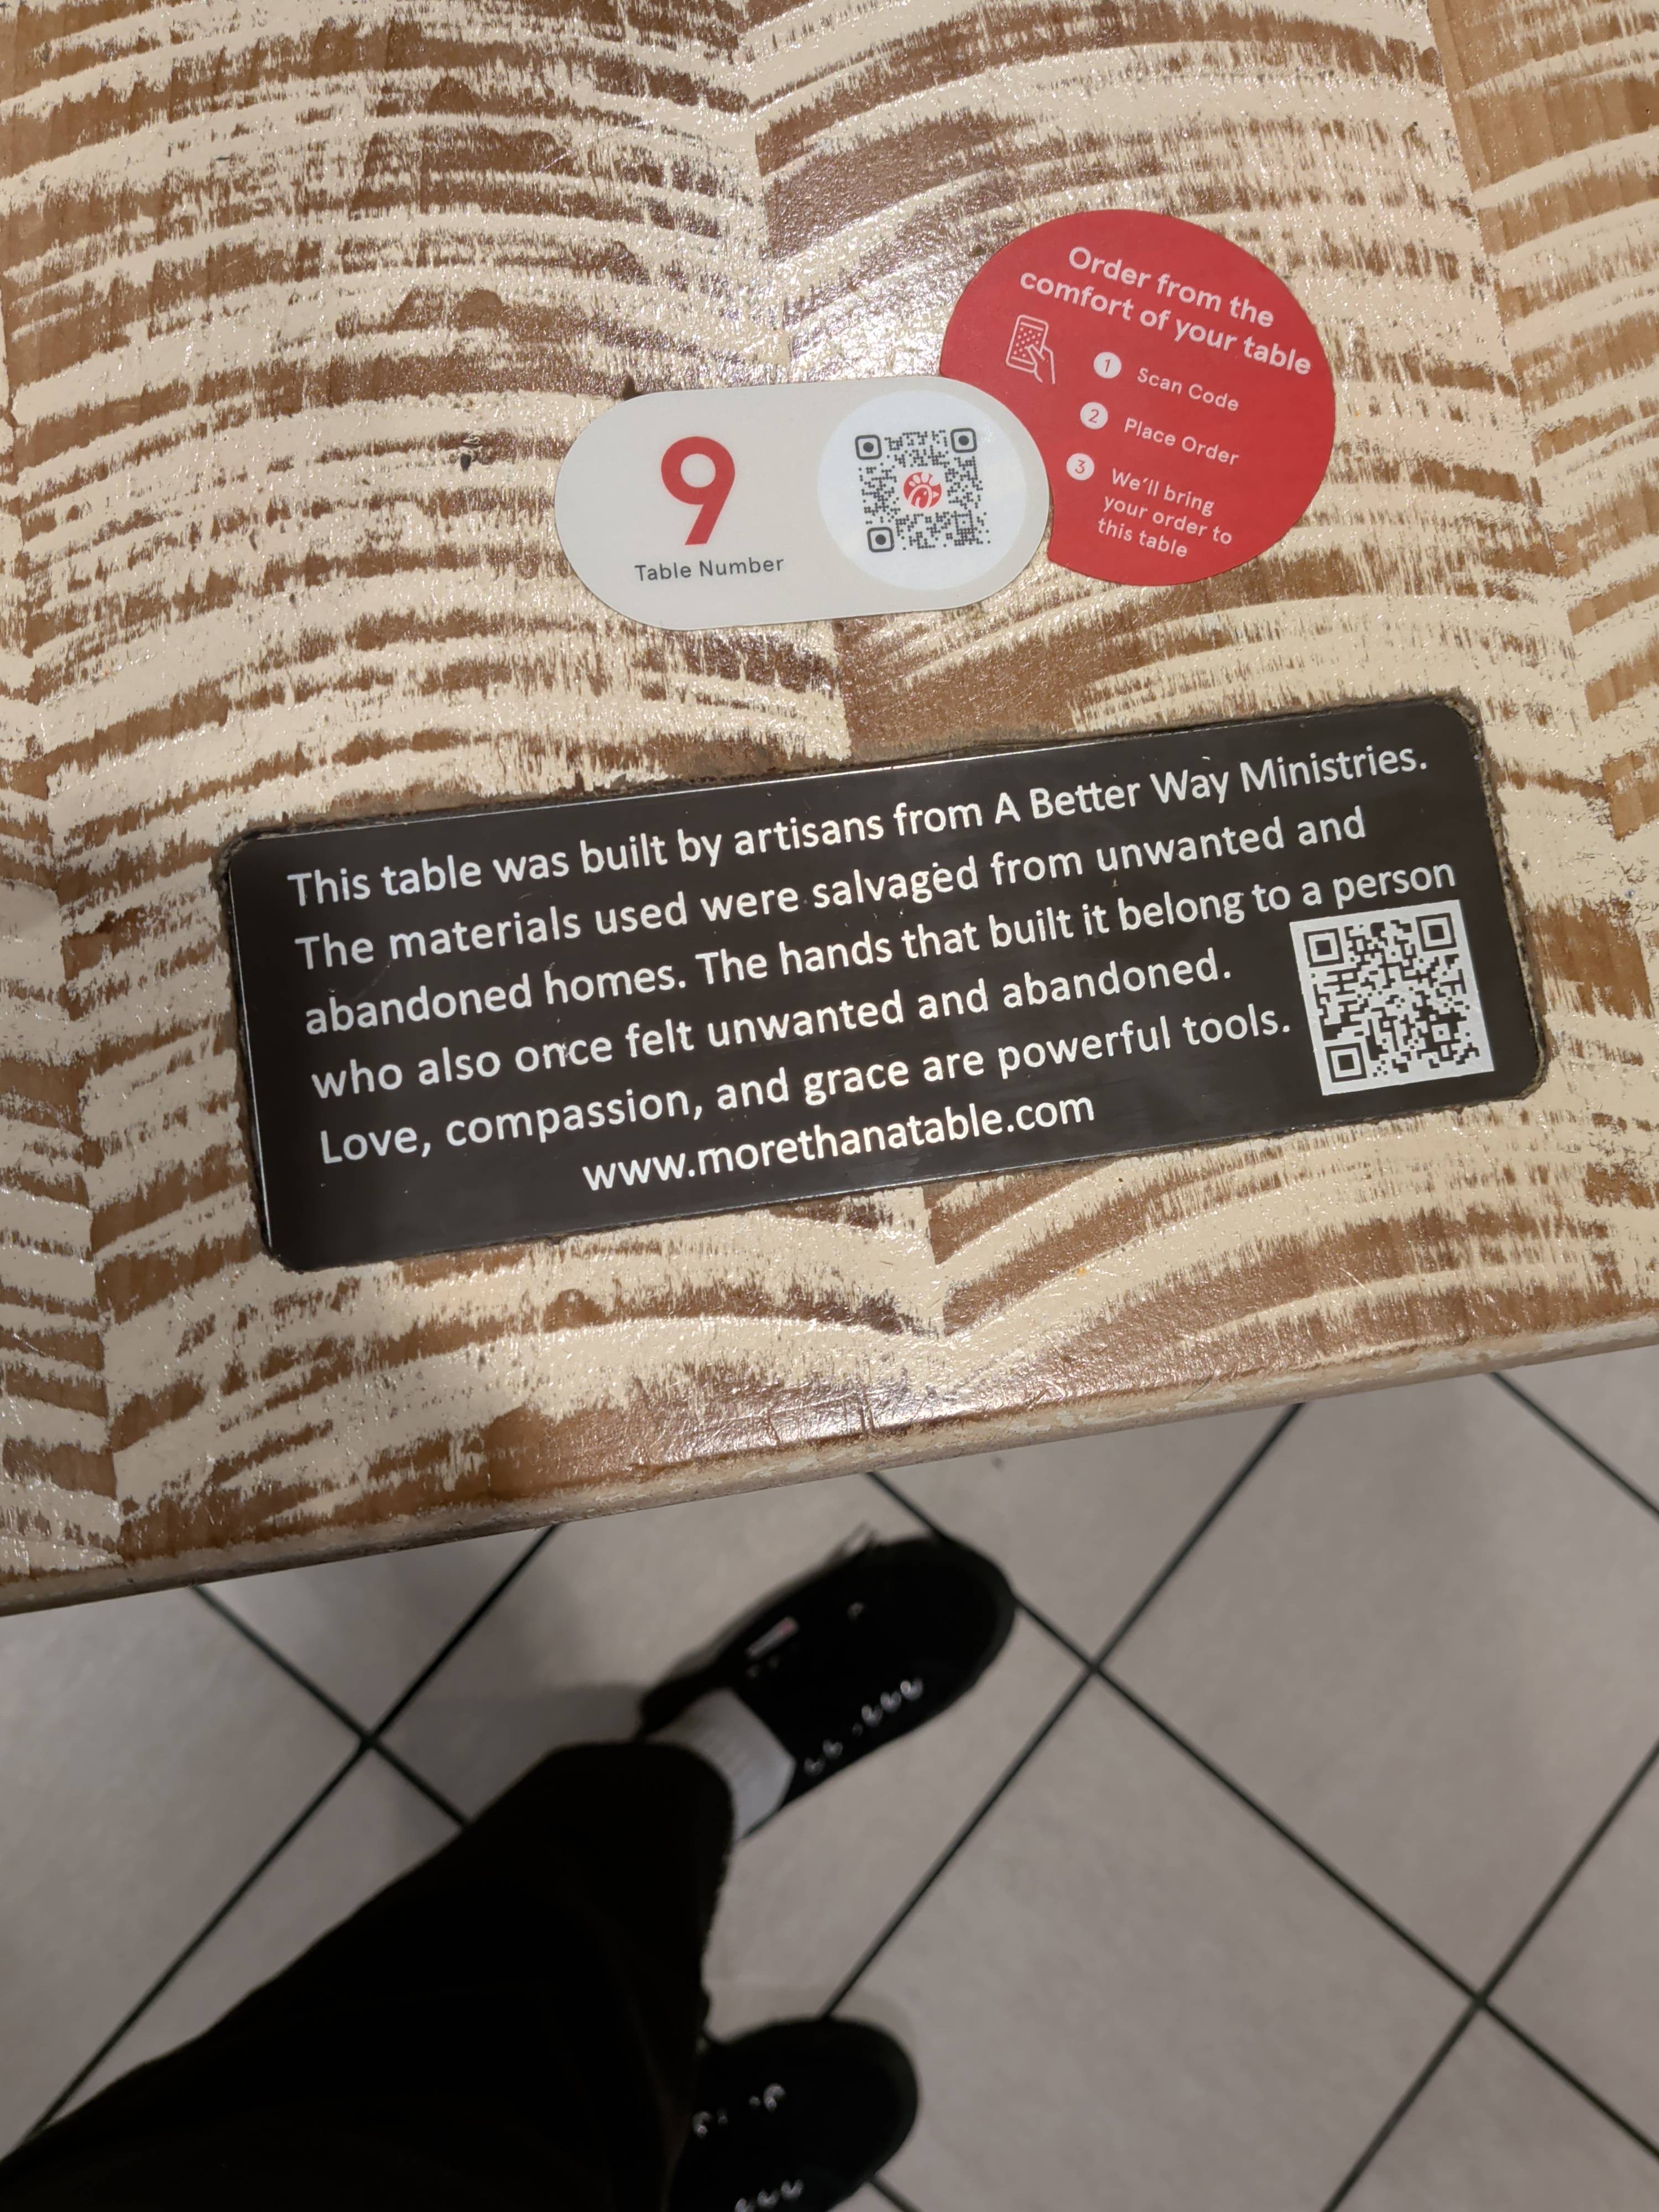 Order from the
comfort of your table
1 Scan Code
2 Place Order
3 We'll bring
your order to
this table
9
Table Number
This table was built by artisans from A Better Way Ministries.
The materials used were salvaged from unwanted and
abandoned homes. The hands that built it belong to a person
who also once felt unwanted and abandoned.
Love, compassion, and grace are powerful tools.
www.morethanatable.com